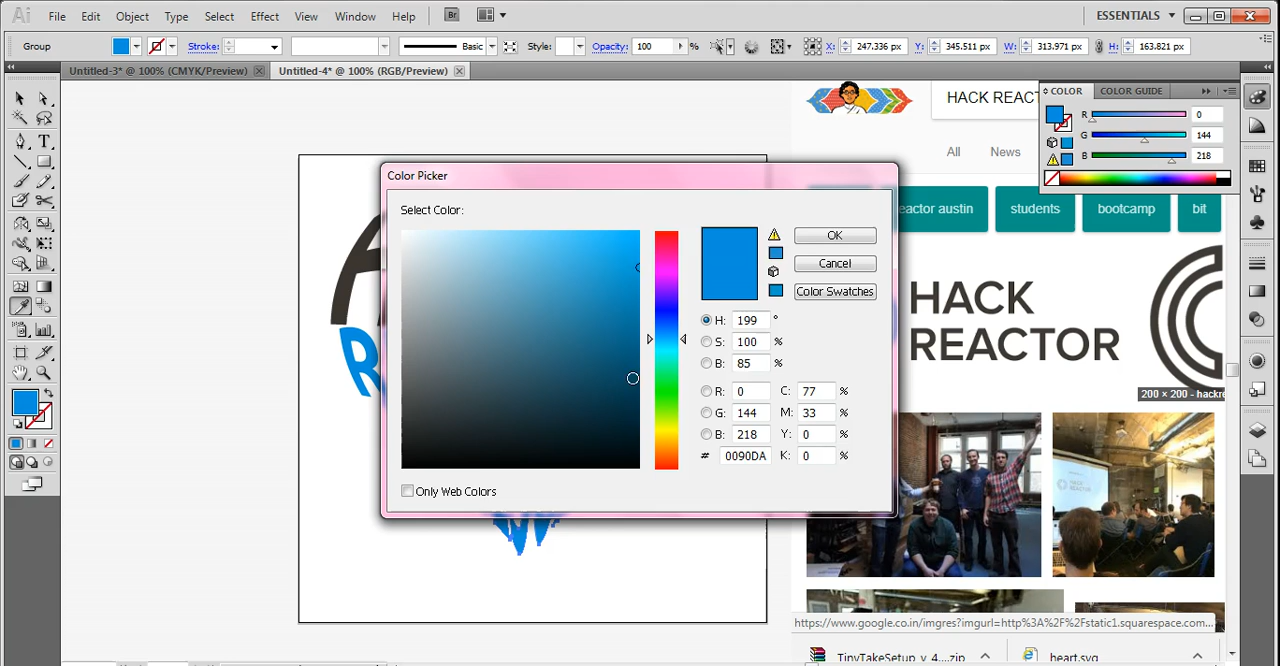 Ai File Edit Object Type Select Effect View Window Help Br ESSENTIALS
Group Stroke: Basic Style: Opacity: 100 % X: 247.336 px Y: 345.511 px W: 313.971 px H: 163.821 px
Untitled-3* @ 100% (CMYK/Preview) Untitled-4* @ 100% (RGB/Preview)
HACK REACTO
COLOR COLOR GUIDE
R 0
G 144
B 218
All News
eactor austin students bootcamp bit
Color Picker
Select Color:
OK
Cancel
Color Swatches
H: 199 °
S: 100 %
B: 85 %
R: 0 C: 77 %
G: 144 M: 33 %
B: 218 Y: 0 %
# 0090DA K: 0 %
Only Web Colors
HACK
REACTOR
200 × 200 - hackre
HACK
REACTOR
https://www.google.co.in/imgres?imgurl=http%3A%2F%2Fstatic1.squarespace.com...
TinyTakeSetup_v_4....zip heart.svg